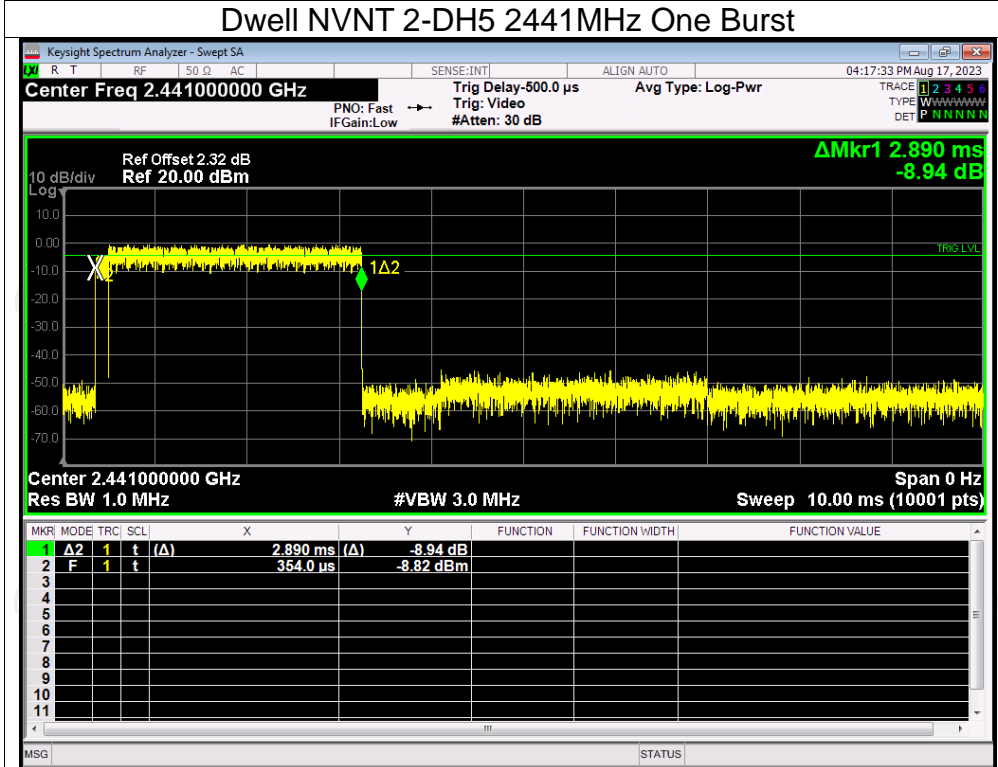 Dwell NVNT 2-DH5 2441MHz One Burst
Keysight Spectrum Analyzer - Swept SA
LXI R T RF 50 Ω AC SENSE:INT ALIGN AUTO 04:17:33 PM Aug 17, 2023
Center Freq 2.441000000 GHz Trig Delay-500.0 µs Avg Type: Log-Pwr TRACE 1 2 3 4 5 6
PNO: Fast Trig: Video TYPE WWWWWW
IFGain:Low #Atten: 30 dB DET P N N N N N
ΔMkr1 2.890 ms
-8.94 dB
Ref Offset 2.32 dB
10 dB/div Ref 20.00 dBm
Log
10.0
0.00
TRIG LVL
-10.0
2
1Δ2
-20.0
-30.0
-40.0
-50.0
-60.0
-70.0
Center 2.441000000 GHz Span 0 Hz
Res BW 1.0 MHz #VBW 3.0 MHz Sweep 10.00 ms (10001 pts)
MKR MODE TRC SCL X Y FUNCTION FUNCTION WIDTH FUNCTION VALUE
1 Δ2 1 t (Δ) 2.890 ms (Δ) -8.94 dB
2 F 1 t 354.0 µs -8.82 dBm
3
4
5
6
7
8
9
10
11
MSG STATUS